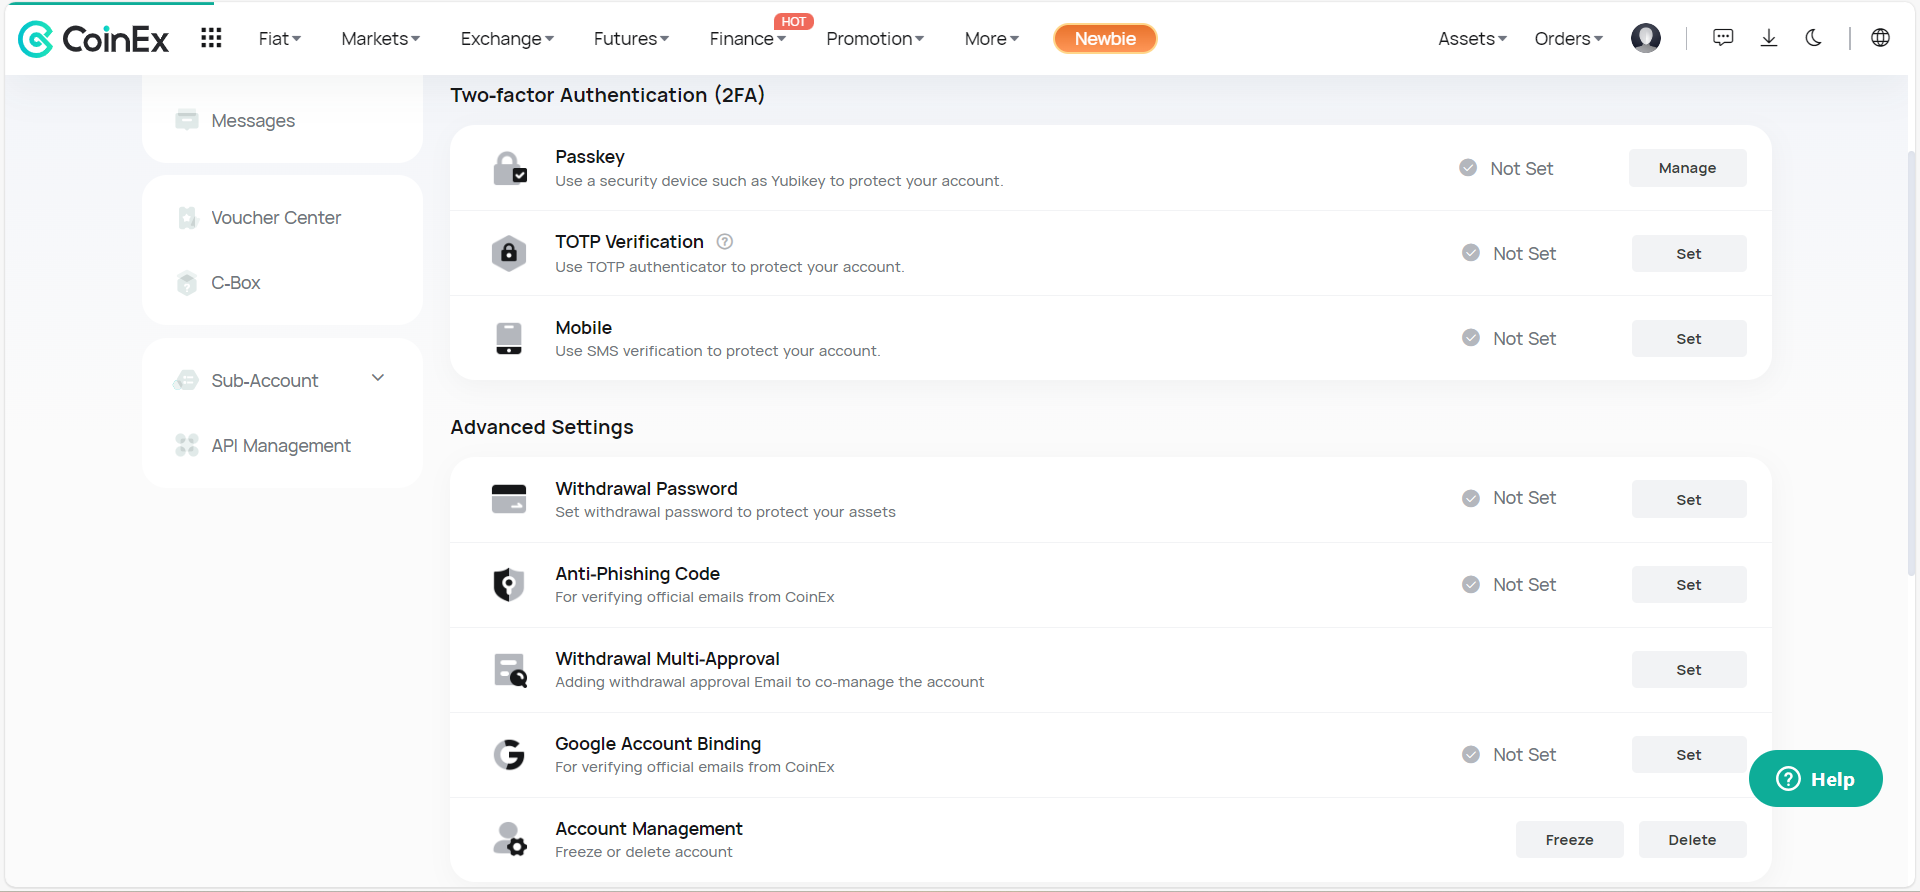 CoinEx
Fiat
Markets
Exchange
Futures
Finance
HOT
Promotion
More
Newbie
Assets
Orders
Messages
Voucher Center
C-Box
Sub-Account
API Management
Two-factor Authentication (2FA)
Passkey
Use a security device such as Yubikey to protect your account.
Not Set
Manage
TOTP Verification ?
Use TOTP authenticator to protect your account.
Not Set
Set
Mobile
Use SMS verification to protect your account.
Not Set
Set
Advanced Settings
Withdrawal Password
Set withdrawal password to protect your assets
Not Set
Set
Anti-Phishing Code
For verifying official emails from CoinEx
Not Set
Set
Withdrawal Multi-Approval
Adding withdrawal approval Email to co-manage the account
Set
Google Account Binding
For verifying official emails from CoinEx
Not Set
Set
Account Management
Freeze or delete account
Freeze
Delete
? Help